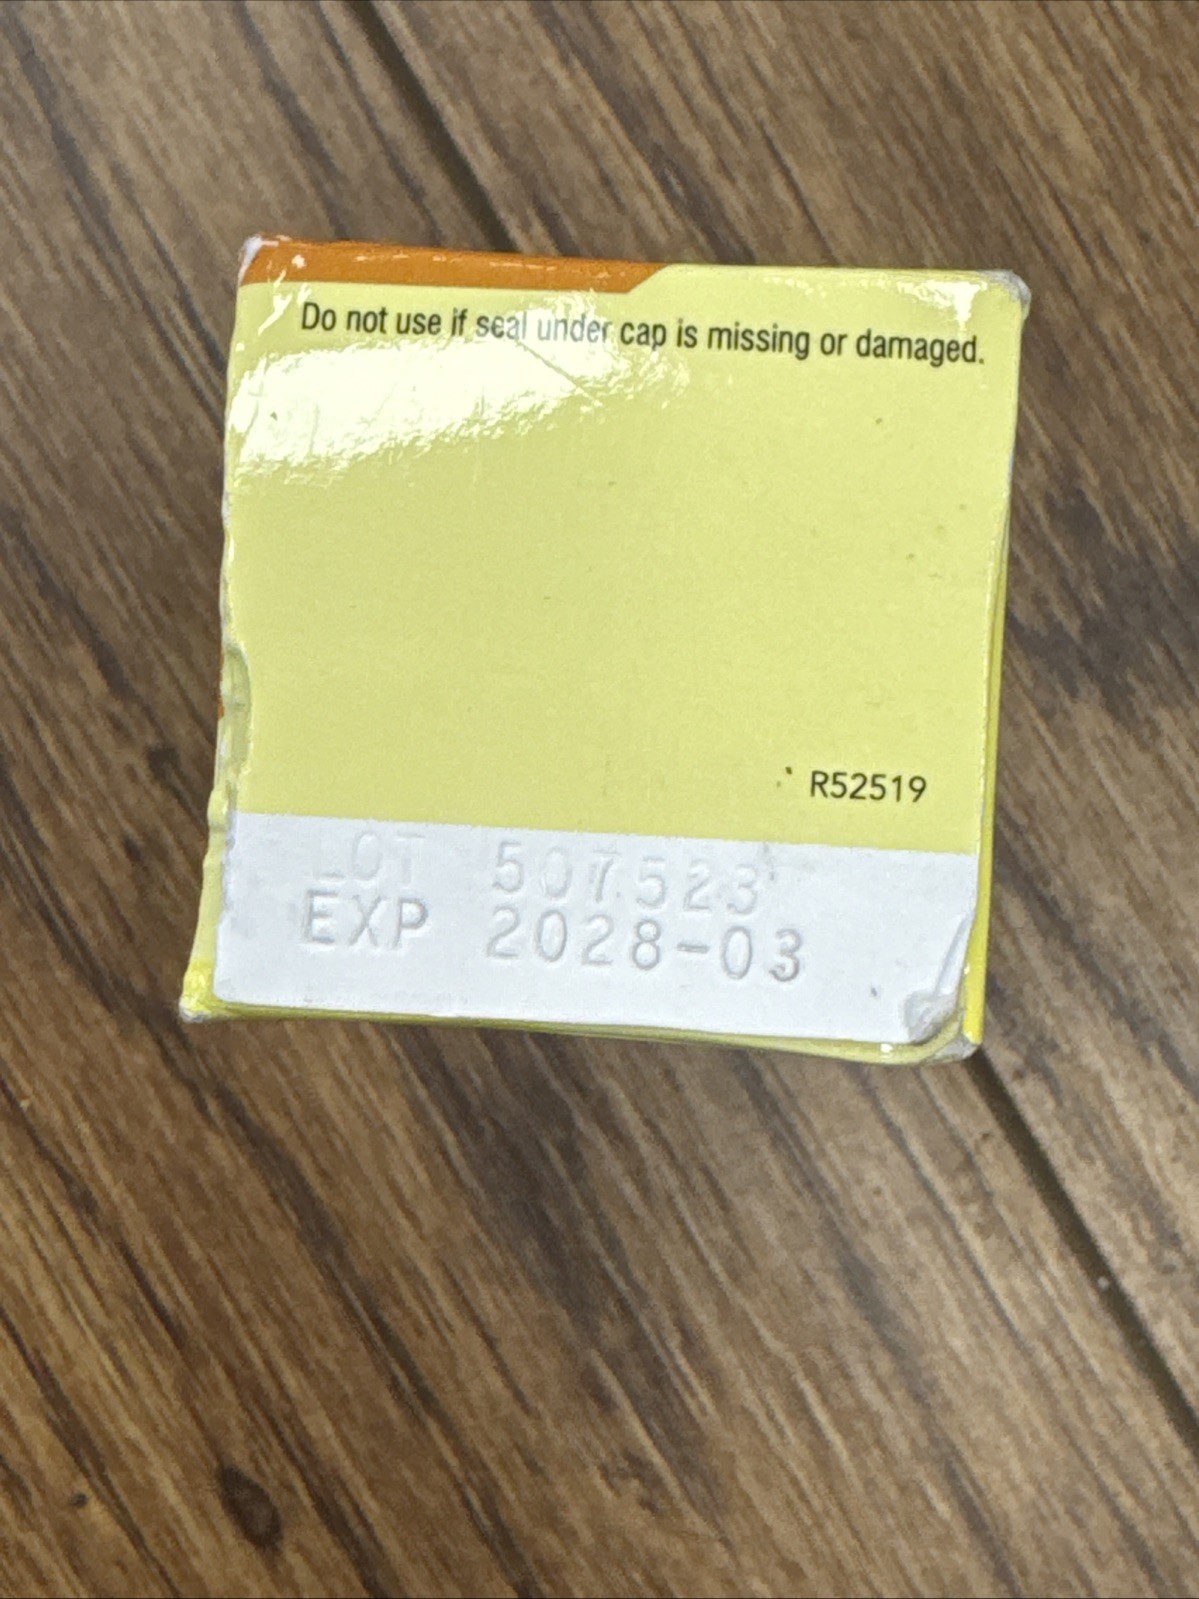 Do not use if seal under cap is missing or damaged.
R52519
LOT 507523
EXP 2028-03